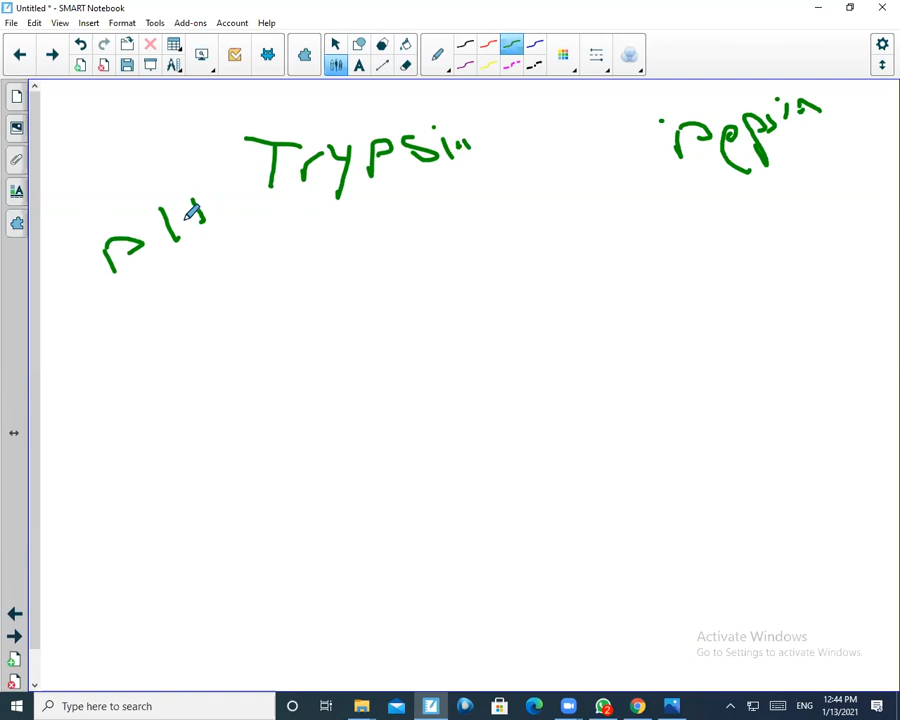 Untitled * - SMART Notebook
File Edit View Insert Format Tools Add-ons Account Help
Trypsin Pepsin
Activate Windows
Go to Settings to activate Windows.
Type here to search
2
ENG
12:44 PM
1/13/2021